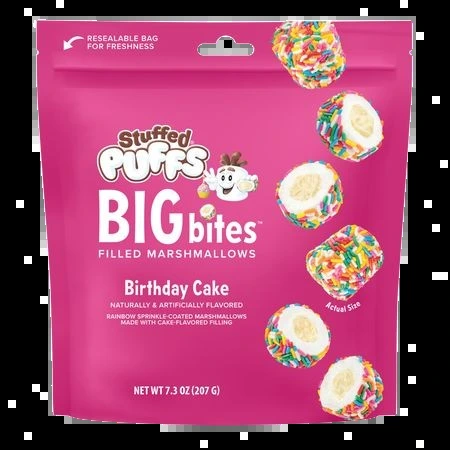 RESEALABLE BAG
FOR FRESHNESS
Stuffed
PUFFS
BIG bites™
FILLED MARSHMALLOWS
Birthday Cake
NATURALLY & ARTIFICIALLY FLAVORED
RAINBOW SPRINKLE-COATED MARSHMALLOWS
MADE WITH CAKE-FLAVORED FILLING
Actual Size
NET WT 7.3 OZ (207 G)